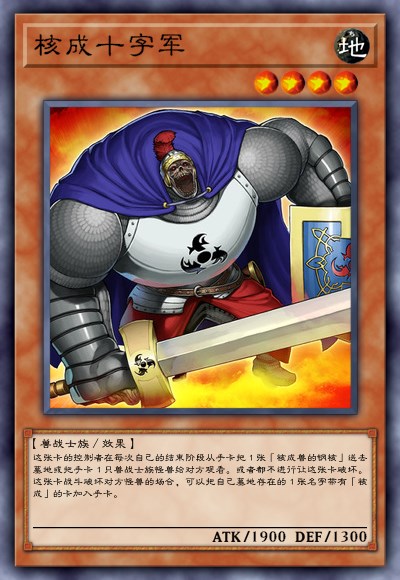 核成十字军
地
【兽战士族／效果】
这张卡的控制者在每次自己的结束阶段从手卡把1张「核成兽的钢核」送去
墓地或把手卡1只兽战士族怪兽给对方观看。或者都不进行让这张卡破坏。
这张卡战斗破坏对方怪兽的场合，可以把自己墓地存在的1张名字带有「核
成」的卡加入手卡。
ATK/1900 DEF/1300